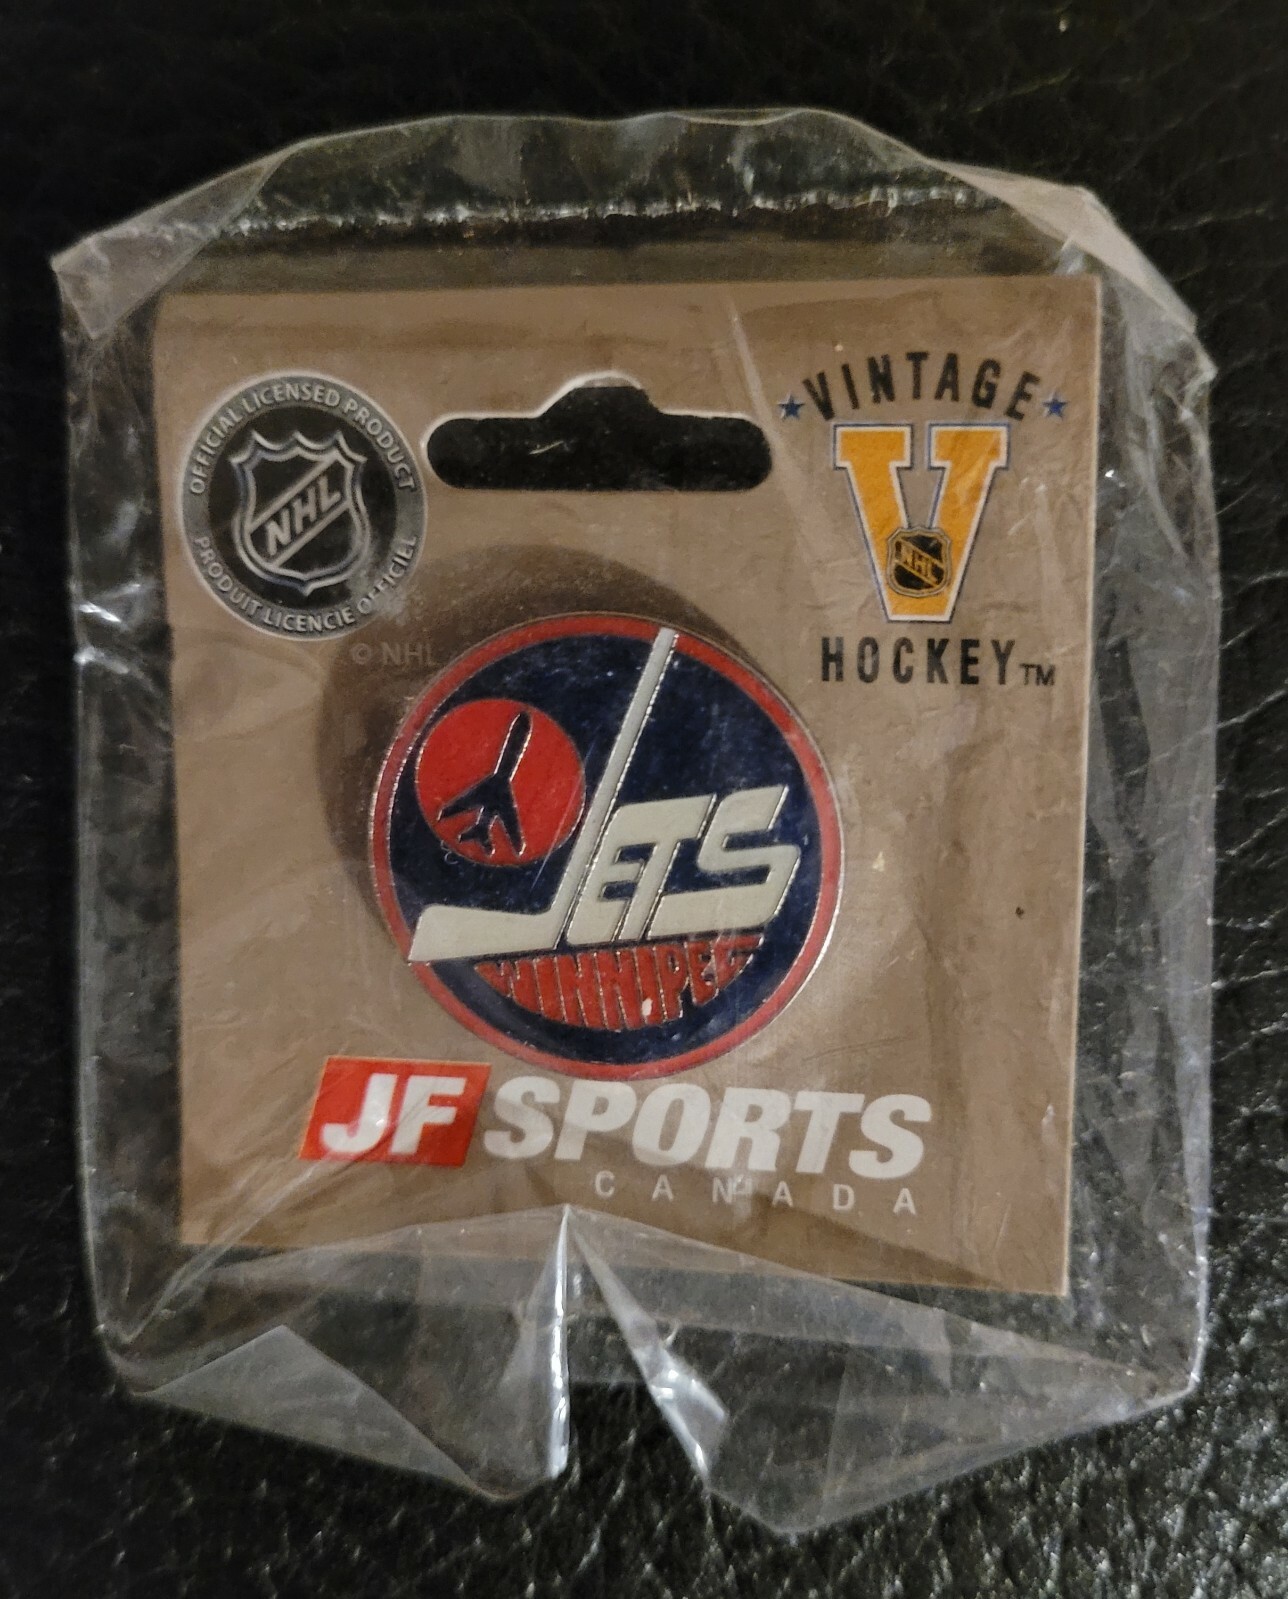 OFFICIAL LICENSED PRODUCT
NHL
PRODUIT LICENCIE OFFICIEL
© NHL
VINTAGE
V
NHL
HOCKEY™
JETS
WINNIPEG
JF SPORTS
CANADA